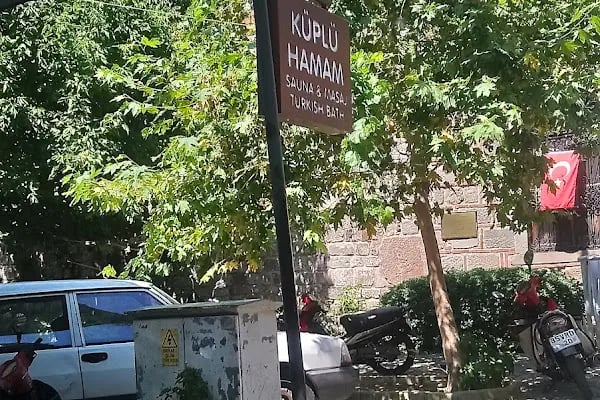 KÜPLÜ
HAMAM
SAUNA & MASAJ
TURKISH BATH